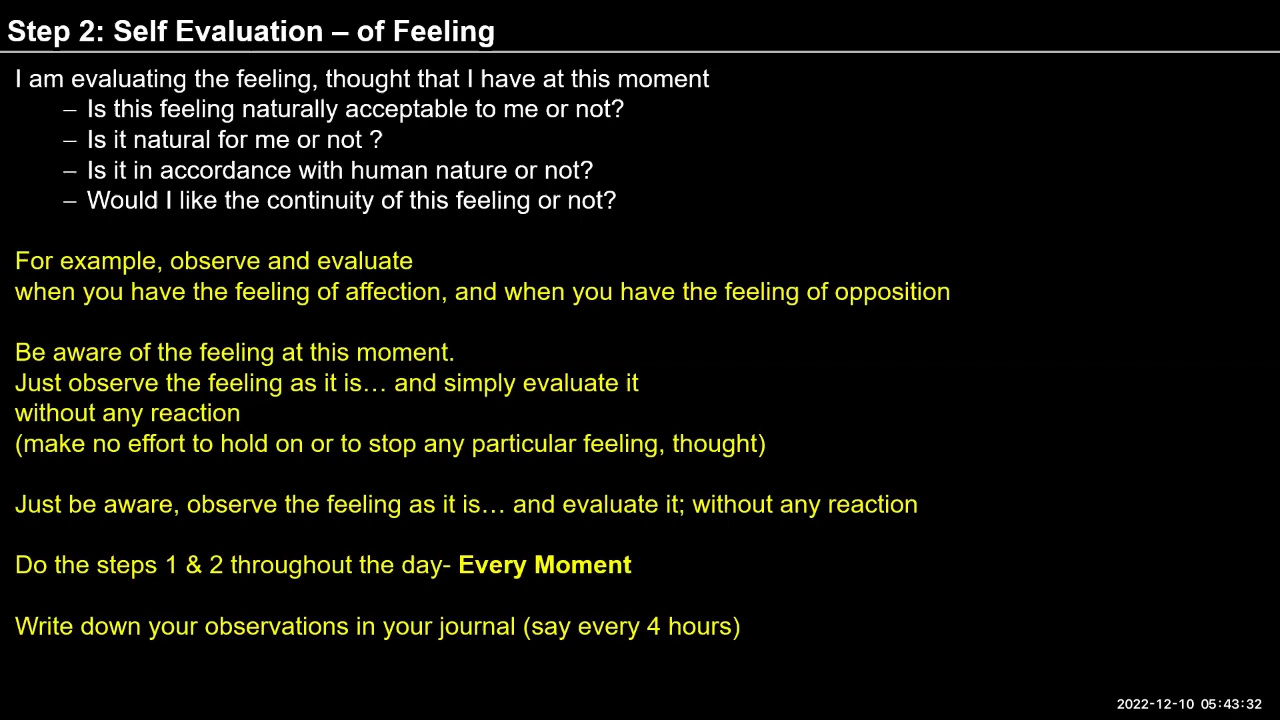 Step 2: Self Evaluation – of Feeling
I am evaluating the feeling, thought that I have at this moment
– Is this feeling naturally acceptable to me or not?
– Is it natural for me or not ?
– Is it in accordance with human nature or not?
– Would I like the continuity of this feeling or not?
For example, observe and evaluate
when you have the feeling of affection, and when you have the feeling of opposition
Be aware of the feeling at this moment.
Just observe the feeling as it is… and simply evaluate it
without any reaction
(make no effort to hold on or to stop any particular feeling, thought)
Just be aware, observe the feeling as it is… and evaluate it; without any reaction
Do the steps 1 & 2 throughout the day- Every Moment
Write down your observations in your journal (say every 4 hours)
2022-12-10 05:43:32